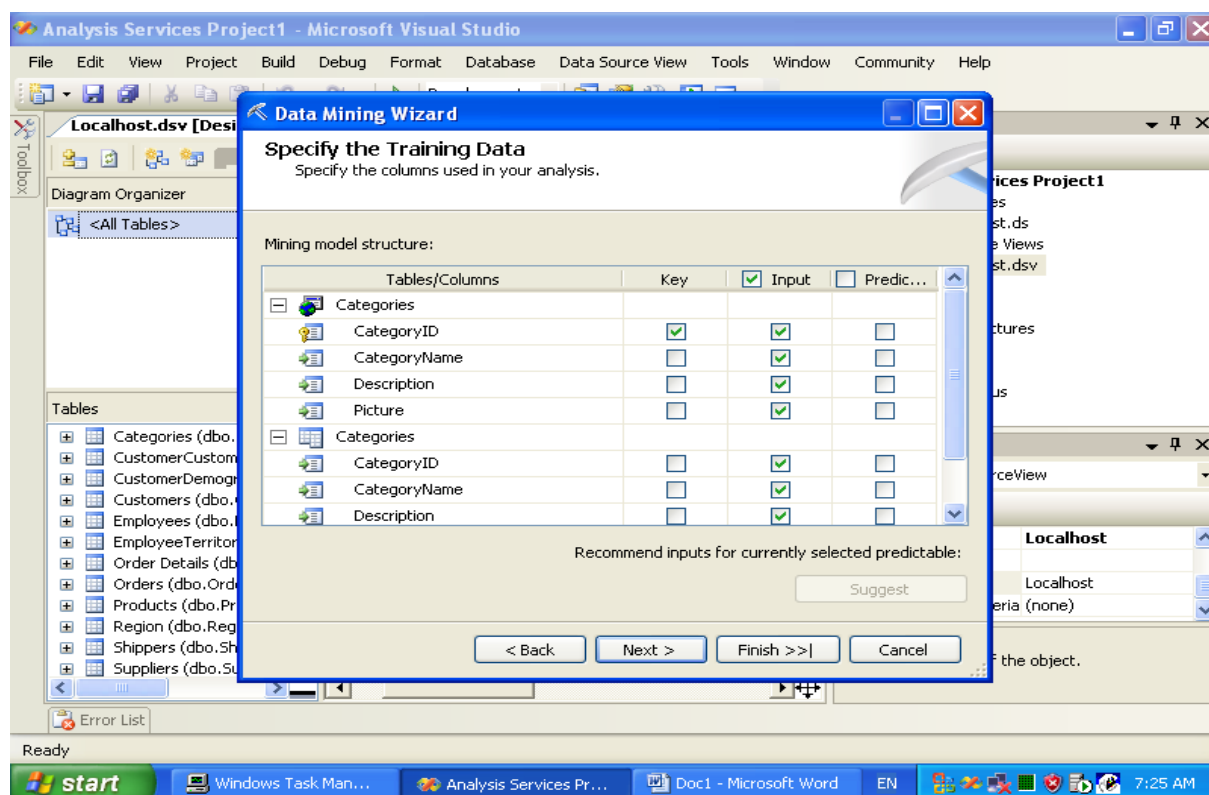 Analysis Services Project1 - Microsoft Visual Studio
File Edit View Project Build Debug Format Database Data Source View Tools Window Community Help
Localhost.dsv [Desi
Toolbox
Diagram Organizer
<All Tables>
Tables
Categories (dbo.
CustomerCustom
CustomerDemogr
Customers (dbo.
Employees (dbo.
EmployeeTerritor
Order Details (db
Orders (dbo.Orde
Products (dbo.Pr
Region (dbo.Reg
Shippers (dbo.Sh
Suppliers (dbo.Su
Data Mining Wizard
Specify the Training Data
Specify the columns used in your analysis.
Mining model structure:
Tables/Columns Key Input Predic...
Categories
CategoryID
CategoryName
Description
Picture
Categories
CategoryID
CategoryName
Description
Recommend inputs for currently selected predictable:
Suggest
< Back Next > Finish >>| Cancel
ices Project1
es
st.ds
e Views
st.dsv
tures
us
rceView
Localhost
Localhost
eria (none)
f the object.
Error List
Ready
start Windows Task Man... Analysis Services Pr... Doc1 - Microsoft Word EN 7:25 AM